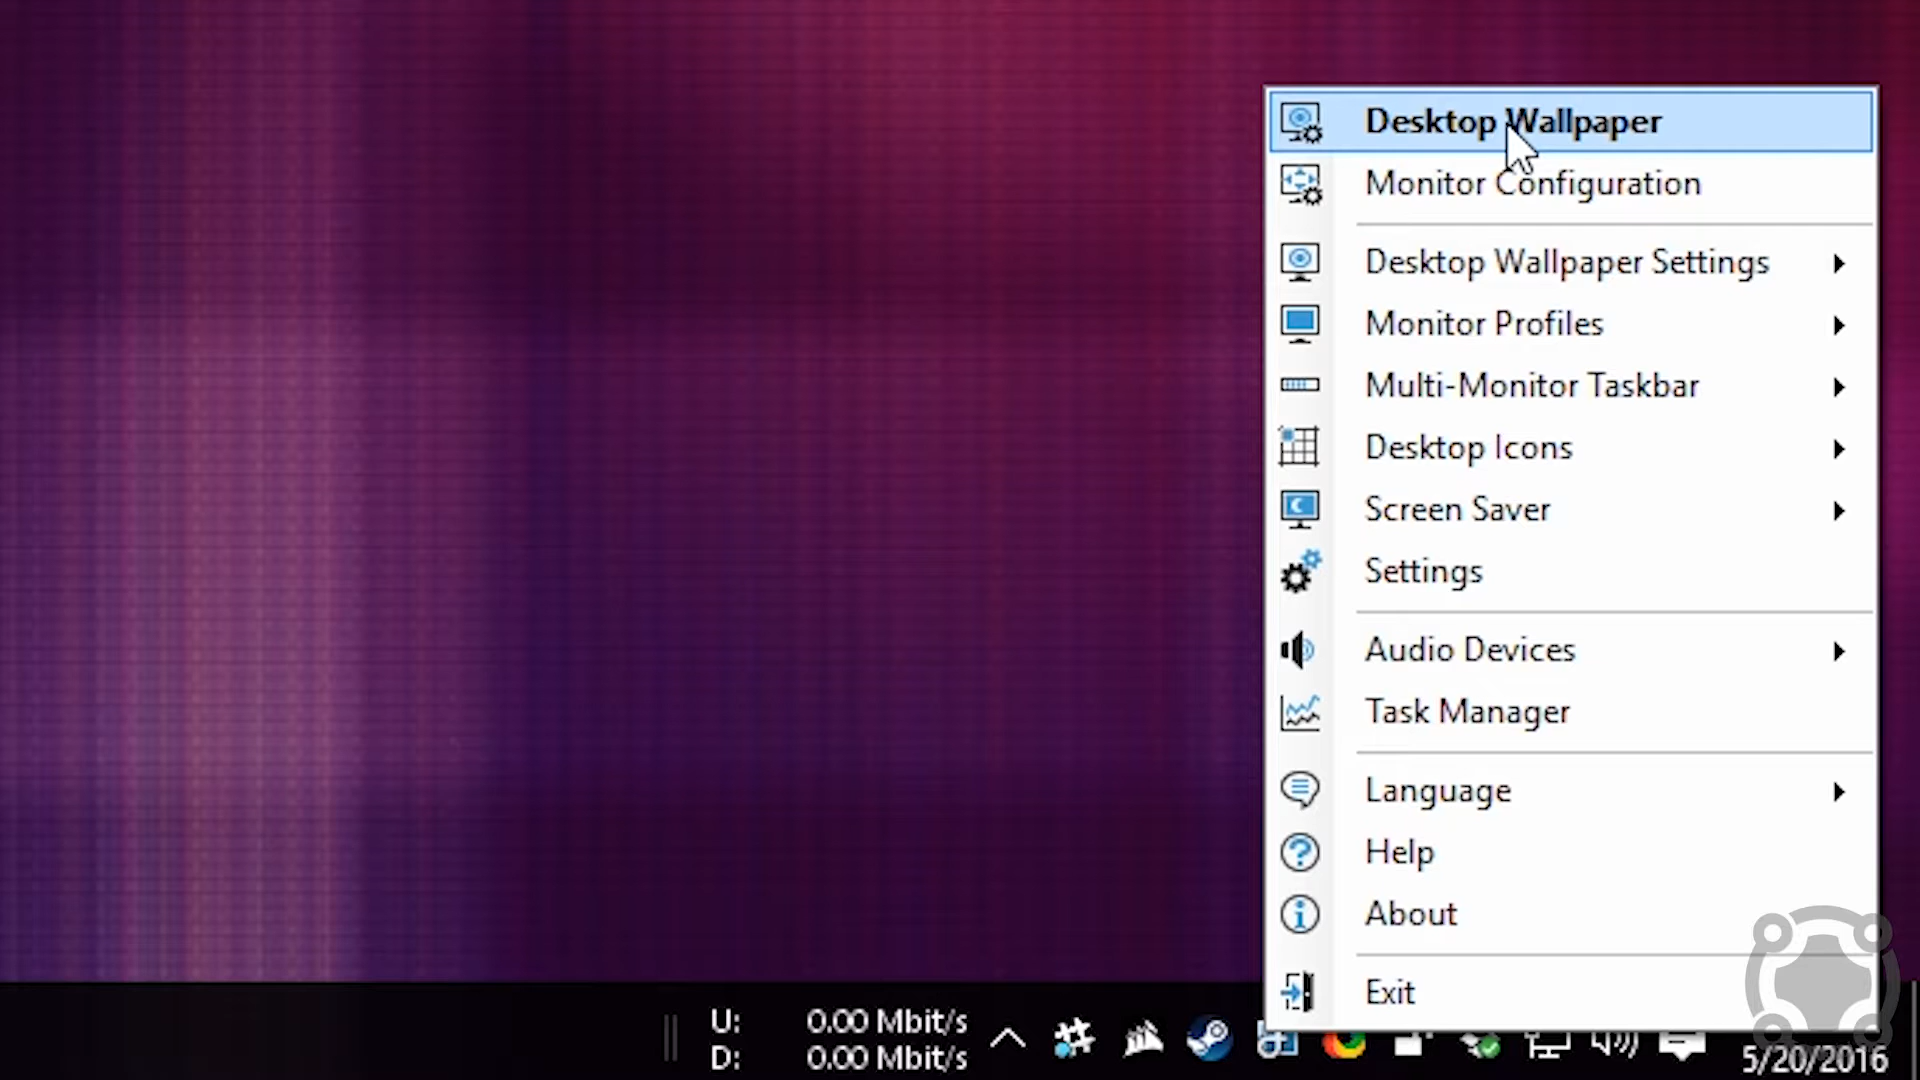 Desktop Wallpaper
Monitor Configuration
Desktop Wallpaper Settings
Monitor Profiles
Multi-Monitor Taskbar
Desktop Icons
Screen Saver
Settings
Audio Devices
Task Manager
Language
Help
About
Exit
U: 0.00 Mbit/s
D: 0.00 Mbit/s
5/20/2016